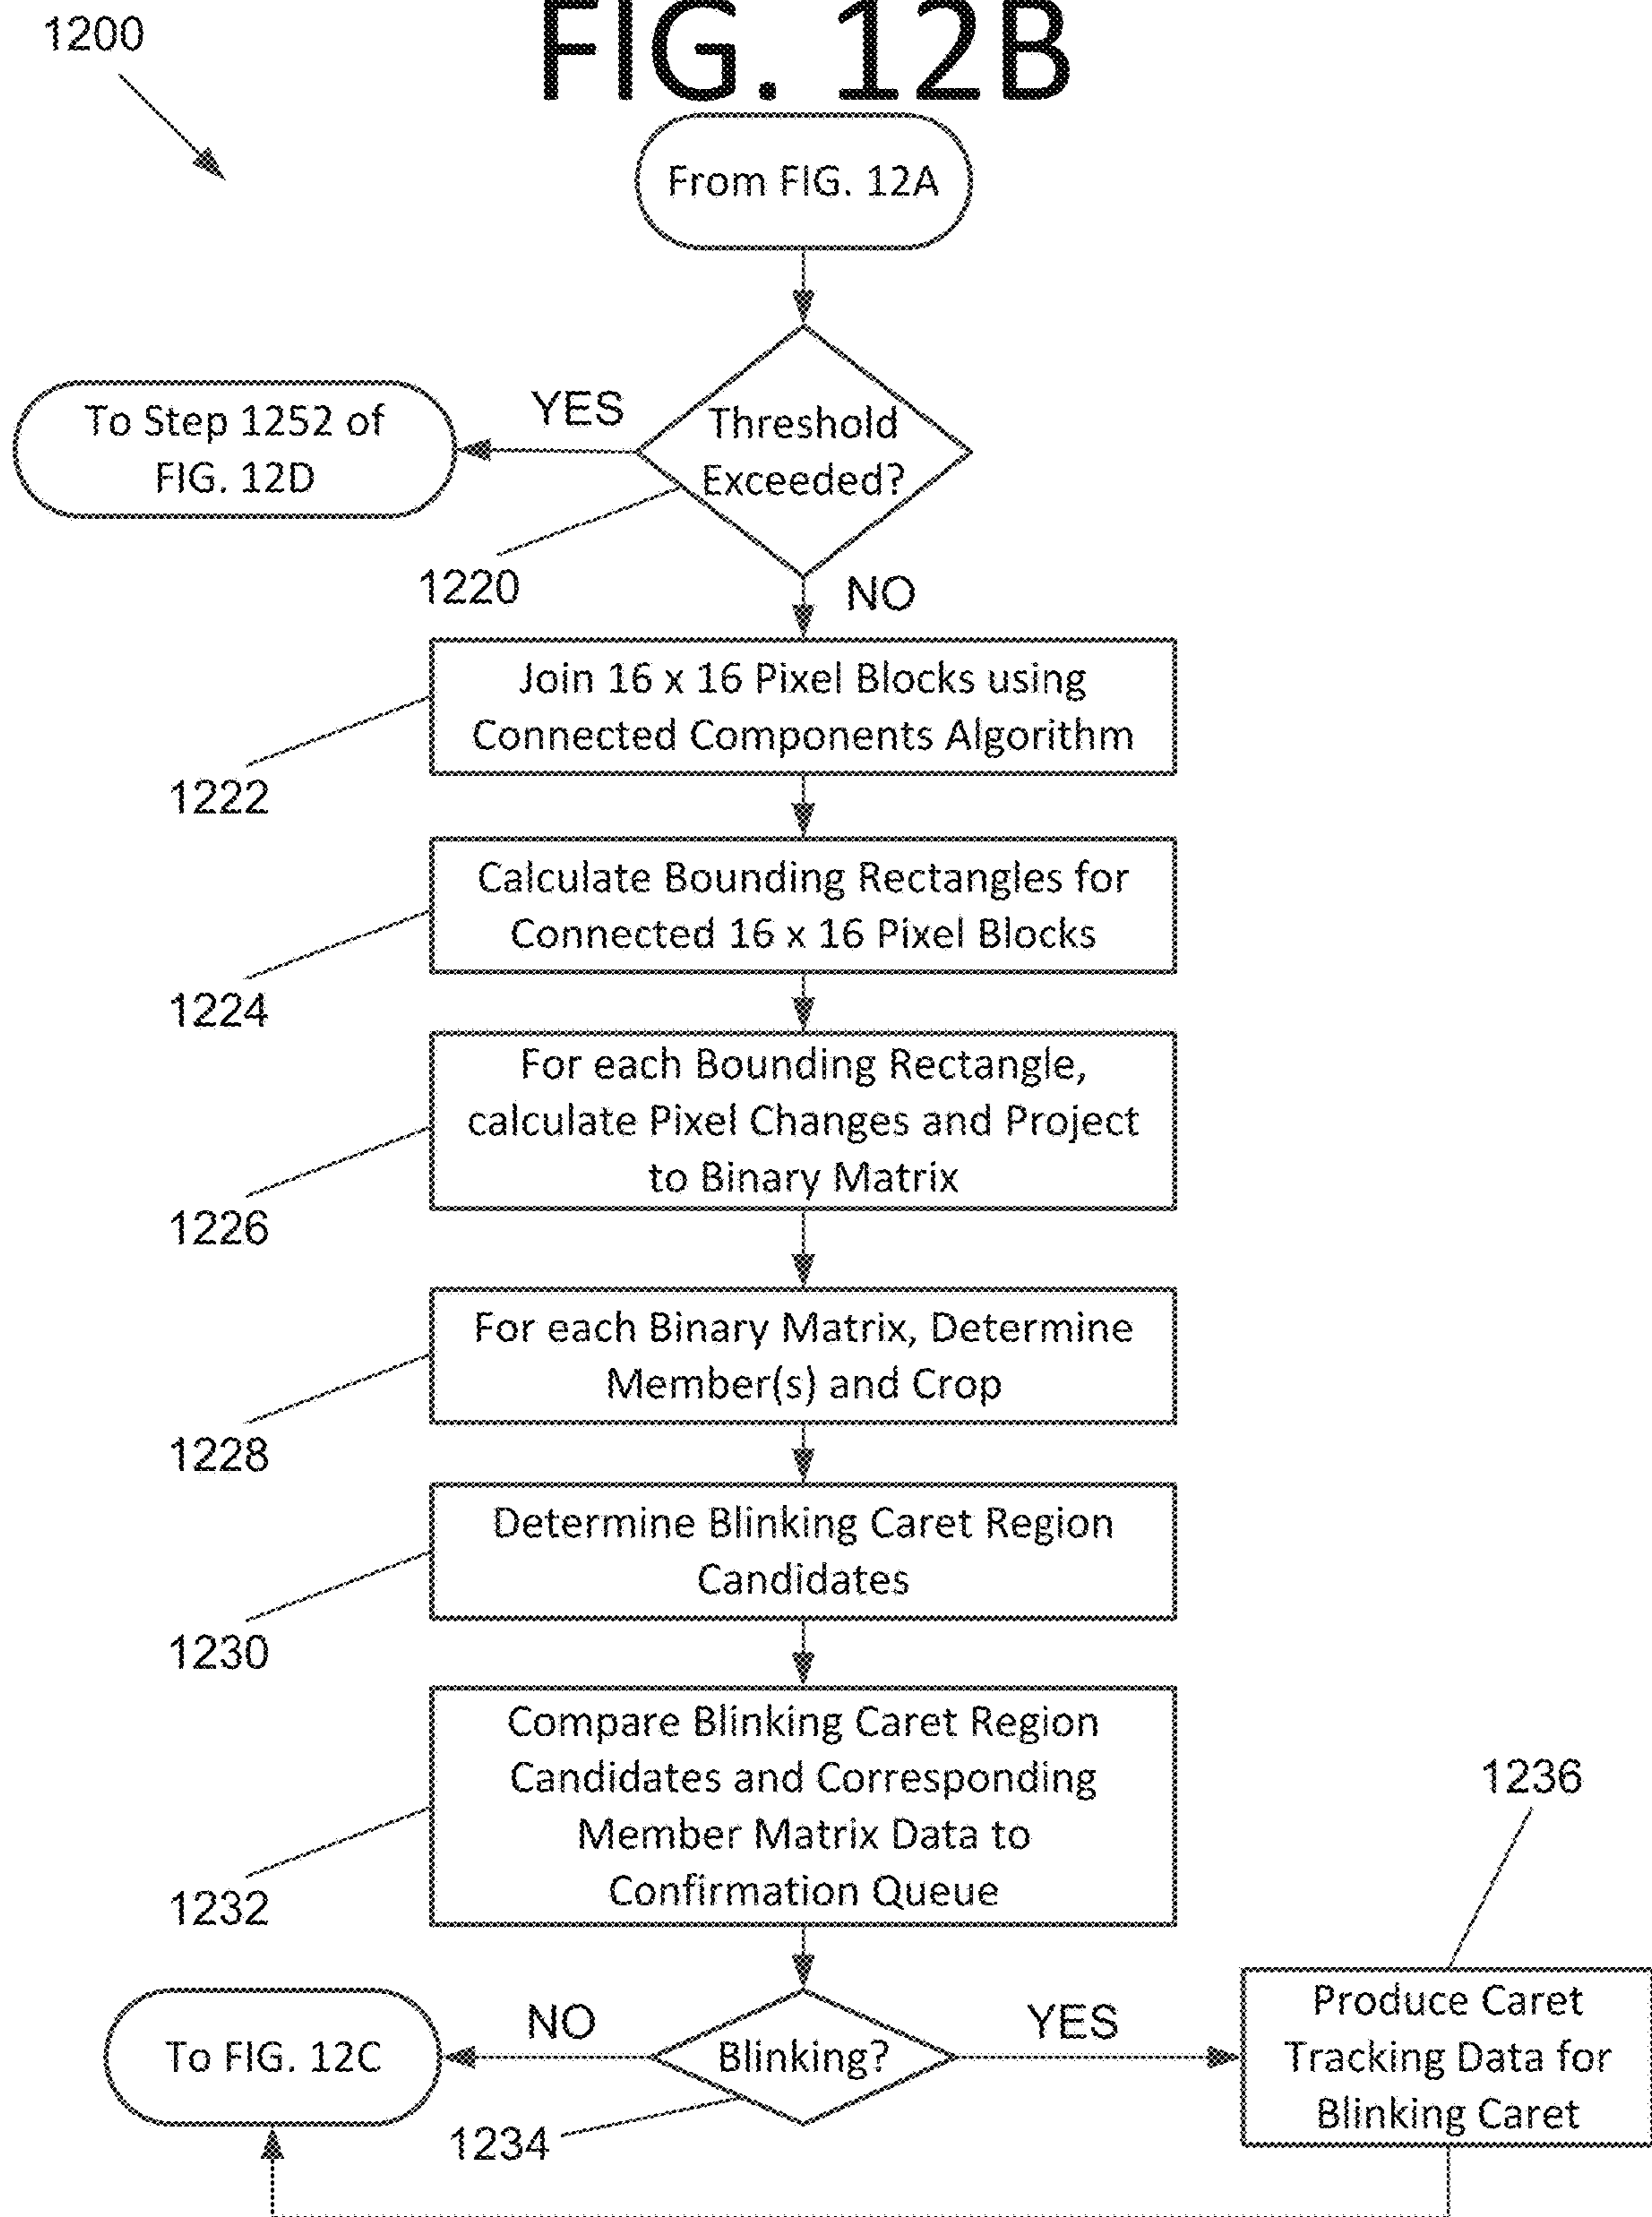 FIG. 12B
1200
From FIG. 12A
Threshold
Exceeded?
YES
To Step 1252 of
FIG. 12D
1220
NO
Join 16 x 16 Pixel Blocks using
Connected Components Algorithm
1222
Calculate Bounding Rectangles for
Connected 16 x 16 Pixel Blocks
1224
For each Bounding Rectangle,
calculate Pixel Changes and Project
to Binary Matrix
1226
For each Binary Matrix, Determine
Member(s) and Crop
1228
Determine Blinking Caret Region
Candidates
1230
Compare Blinking Caret Region
Candidates and Corresponding
Member Matrix Data to
Confirmation Queue
1232
Blinking?
1234
NO
To FIG. 12C
YES
1236
Produce Caret
Tracking Data for
Blinking Caret